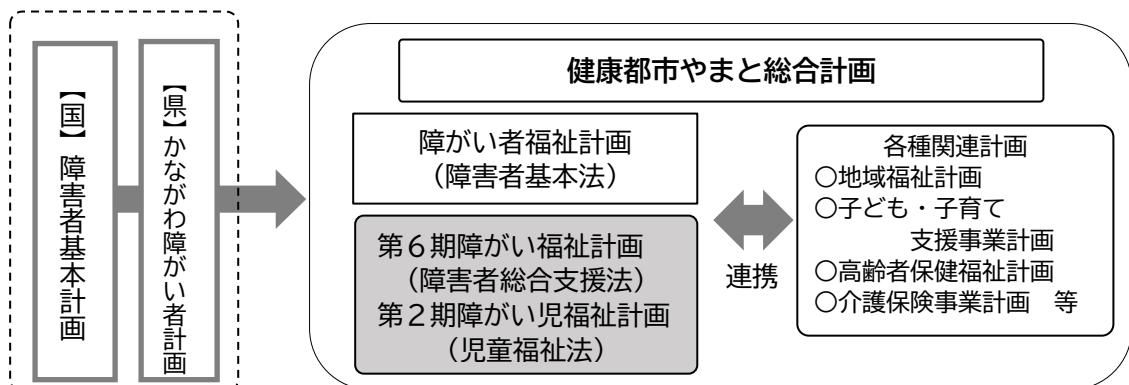 【国】障害者基本計画
【県】かながわ障がい者計画
健康都市やまと総合計画
障がい者福祉計画
（障害者基本法）
第６期障がい福祉計画
（障害者総合支援法）
第２期障がい児福祉計画
（児童福祉法）
連携
各種関連計画
○地域福祉計画
○子ども・子育て
支援事業計画
○高齢者保健福祉計画
○介護保険事業計画　等